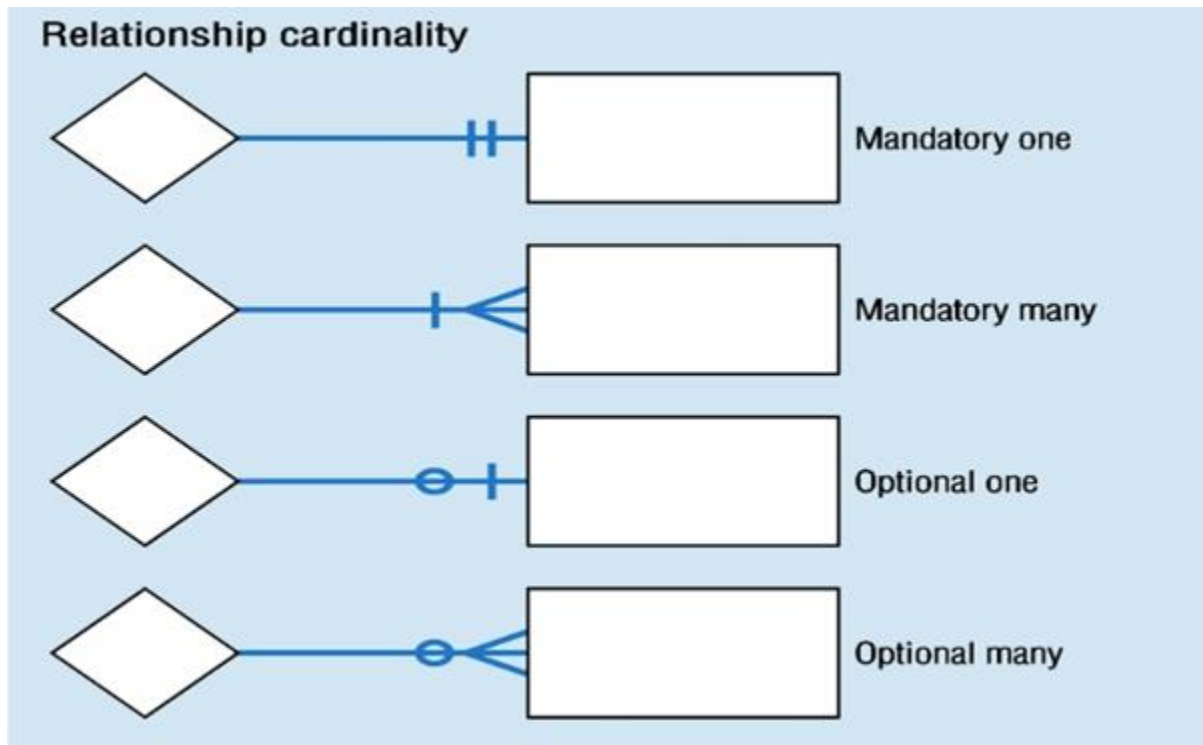 Relationship cardinality
Mandatory one
Mandatory many
Optional one
Optional many